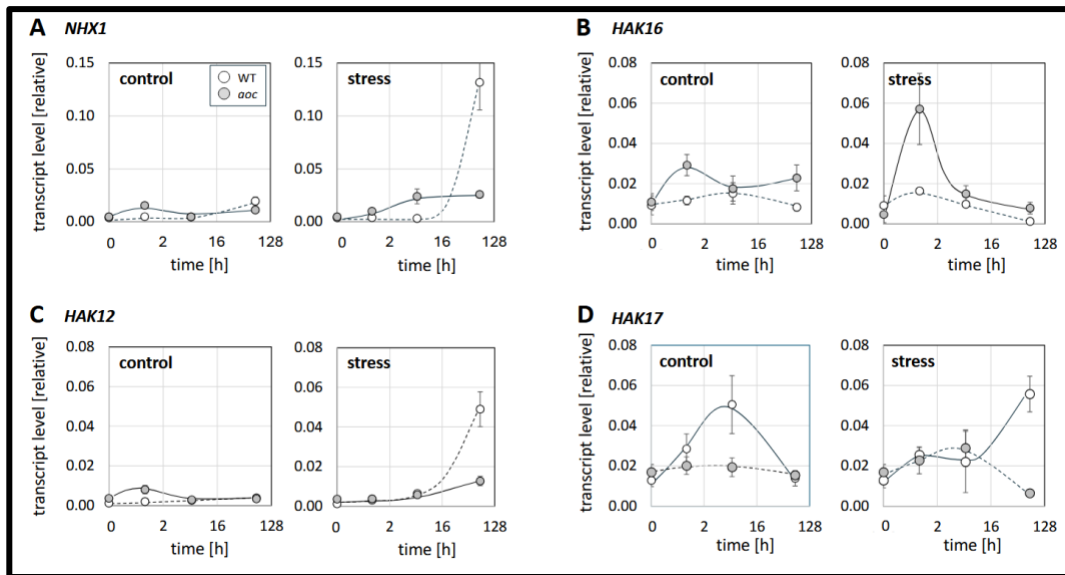 A NHX1
transcript level [relative]
control
WT
aoc
0.15
0.10
0.05
0.00
0 2 16 128
time [h]
stress
0.15
0.10
0.05
0.00
0 2 16 128
time [h]
B HAK16
transcript level [relative]
control
0.08
0.06
0.04
0.02
0.00
0 2 16 128
time [h]
stress
0.08
0.06
0.04
0.02
0.00
0 2 16 128
time [h]
C HAK12
transcript level [relative]
control
0.08
0.06
0.04
0.02
0.00
0 2 16 128
time [h]
stress
0.08
0.06
0.04
0.02
0.00
0 2 16 128
time [h]
D HAK17
transcript level [relative]
control
0.08
0.06
0.04
0.02
0.00
0 2 16 128
time [h]
stress
0.08
0.06
0.04
0.02
0.00
0 2 16 128
time [h]